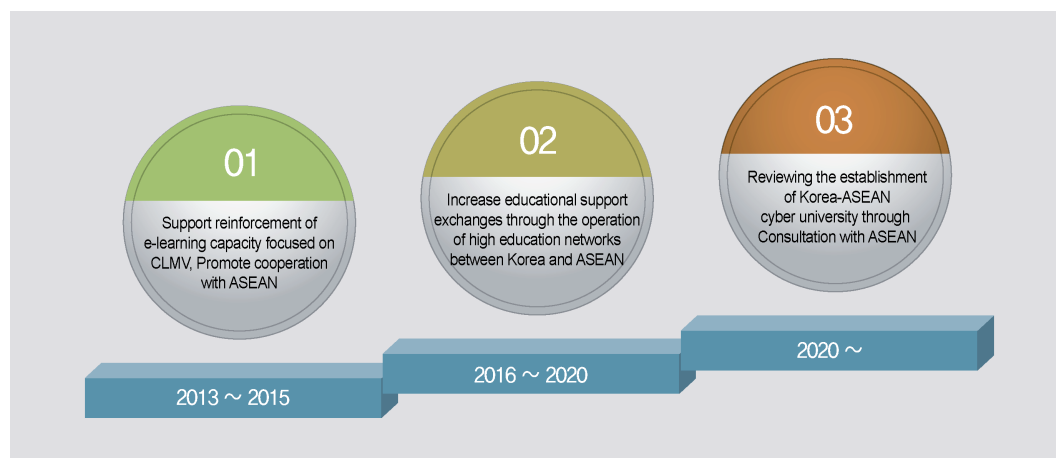 01
Support reinforcement of
e-learning capacity focused on
CLMV, Promote cooperation
with ASEAN
2013 ～ 2015
02
Increase educational support
exchanges through the operation
of high education networks
between Korea and ASEAN
2016 ～ 2020
03
Reviewing the establishment
of Korea-ASEAN
cyber university through
Consultation with ASEAN
2020 ～